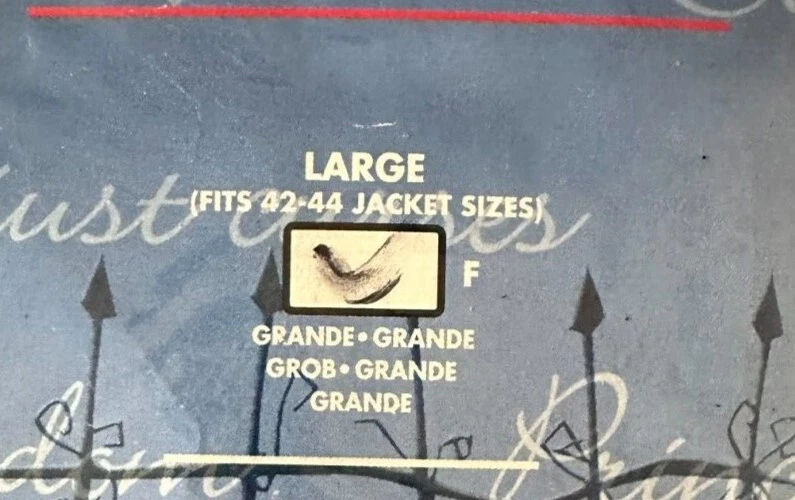 LARGE
(FITS 42-44 JACKET SIZES)
F
GRANDE•GRANDE
GROB•GRANDE
GRANDE